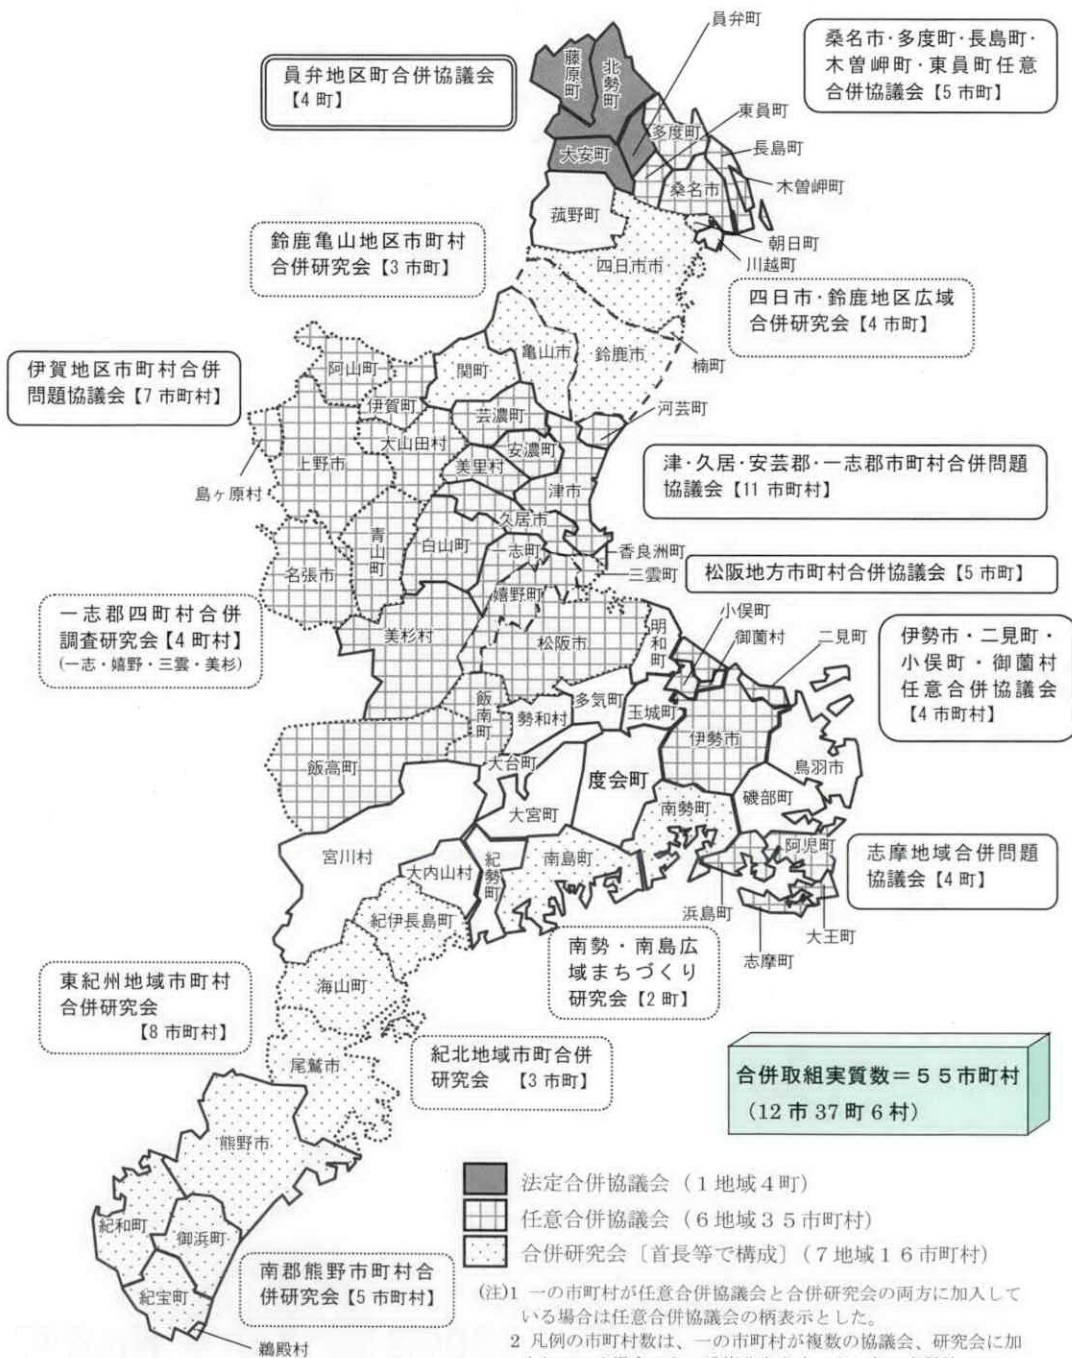 員弁町
桑名市・多度町・長島町・
木曽岬町・東員町任意
合併協議会【5 市町】
員弁地区町合併協議会
【4 町】
藤原町
北勢町
東員町
多度町
長島町
大安町
桑名市
木曽岬町
菰野町
朝日町
川越町
鈴鹿亀山地区市町村
合併研究会【3 市町】
四日市市
四日市・鈴鹿地区広域
合併研究会【4 市町】
亀山市
鈴鹿市
楠町
関町
阿山町
伊賀地区市町村合併
問題協議会【7 市町村】
伊賀町
芸濃町
河芸町
大山田村
安濃町
美里村
上野市
津市
津・久居・安芸郡・一志郡市町村合併問題
協議会【11 市町村】
島ヶ原村
久居市
青山町
白山町
一志町
香良洲町
三雲町
松阪地方市町村合併協議会【5 市町】
名張市
嬉野町
小俣町
御薗村
二見町
一志郡四町村合併
調査研究会【4 町村】
(一志・嬉野・三雲・美杉)
美杉村
松阪市
明和町
伊勢市・二見町・
小俣町・御薗村
任意合併協議会
【4 市町村】
飯南町
多気町
勢和村
玉城町
伊勢市
飯高町
大台町
度会町
鳥羽市
大宮町
南勢町
磯部町
宮川村
大内山村
紀勢町
南島町
阿児町
志摩地域合併問題
協議会【4 町】
紀伊長島町
浜島町
大王町
志摩町
南勢・南島広
域まちづくり
研究会【2 町】
東紀州地域市町村
合併研究会
【8 市町村】
海山町
尾鷲市
紀北地域市町合併
研究会 【3 市町】
合併取組実質数＝５５市町村
（12 市 37 町 6 村）
熊野市
紀和町
御浜町
紀宝町
鵜殿村
南郡熊野市町村合
併研究会【5 市町村】
法定合併協議会（１地域４町）
任意合併協議会（６地域３５市町村）
合併研究会〔首長等で構成〕（７地域１６市町村）
(注)1 一の市町村が任意合併協議会と合併研究会の両方に加入して
いる場合は任意合併協議会の柄表示とした。
2 凡例の市町村数は、一の市町村が複数の協議会、研究会に加